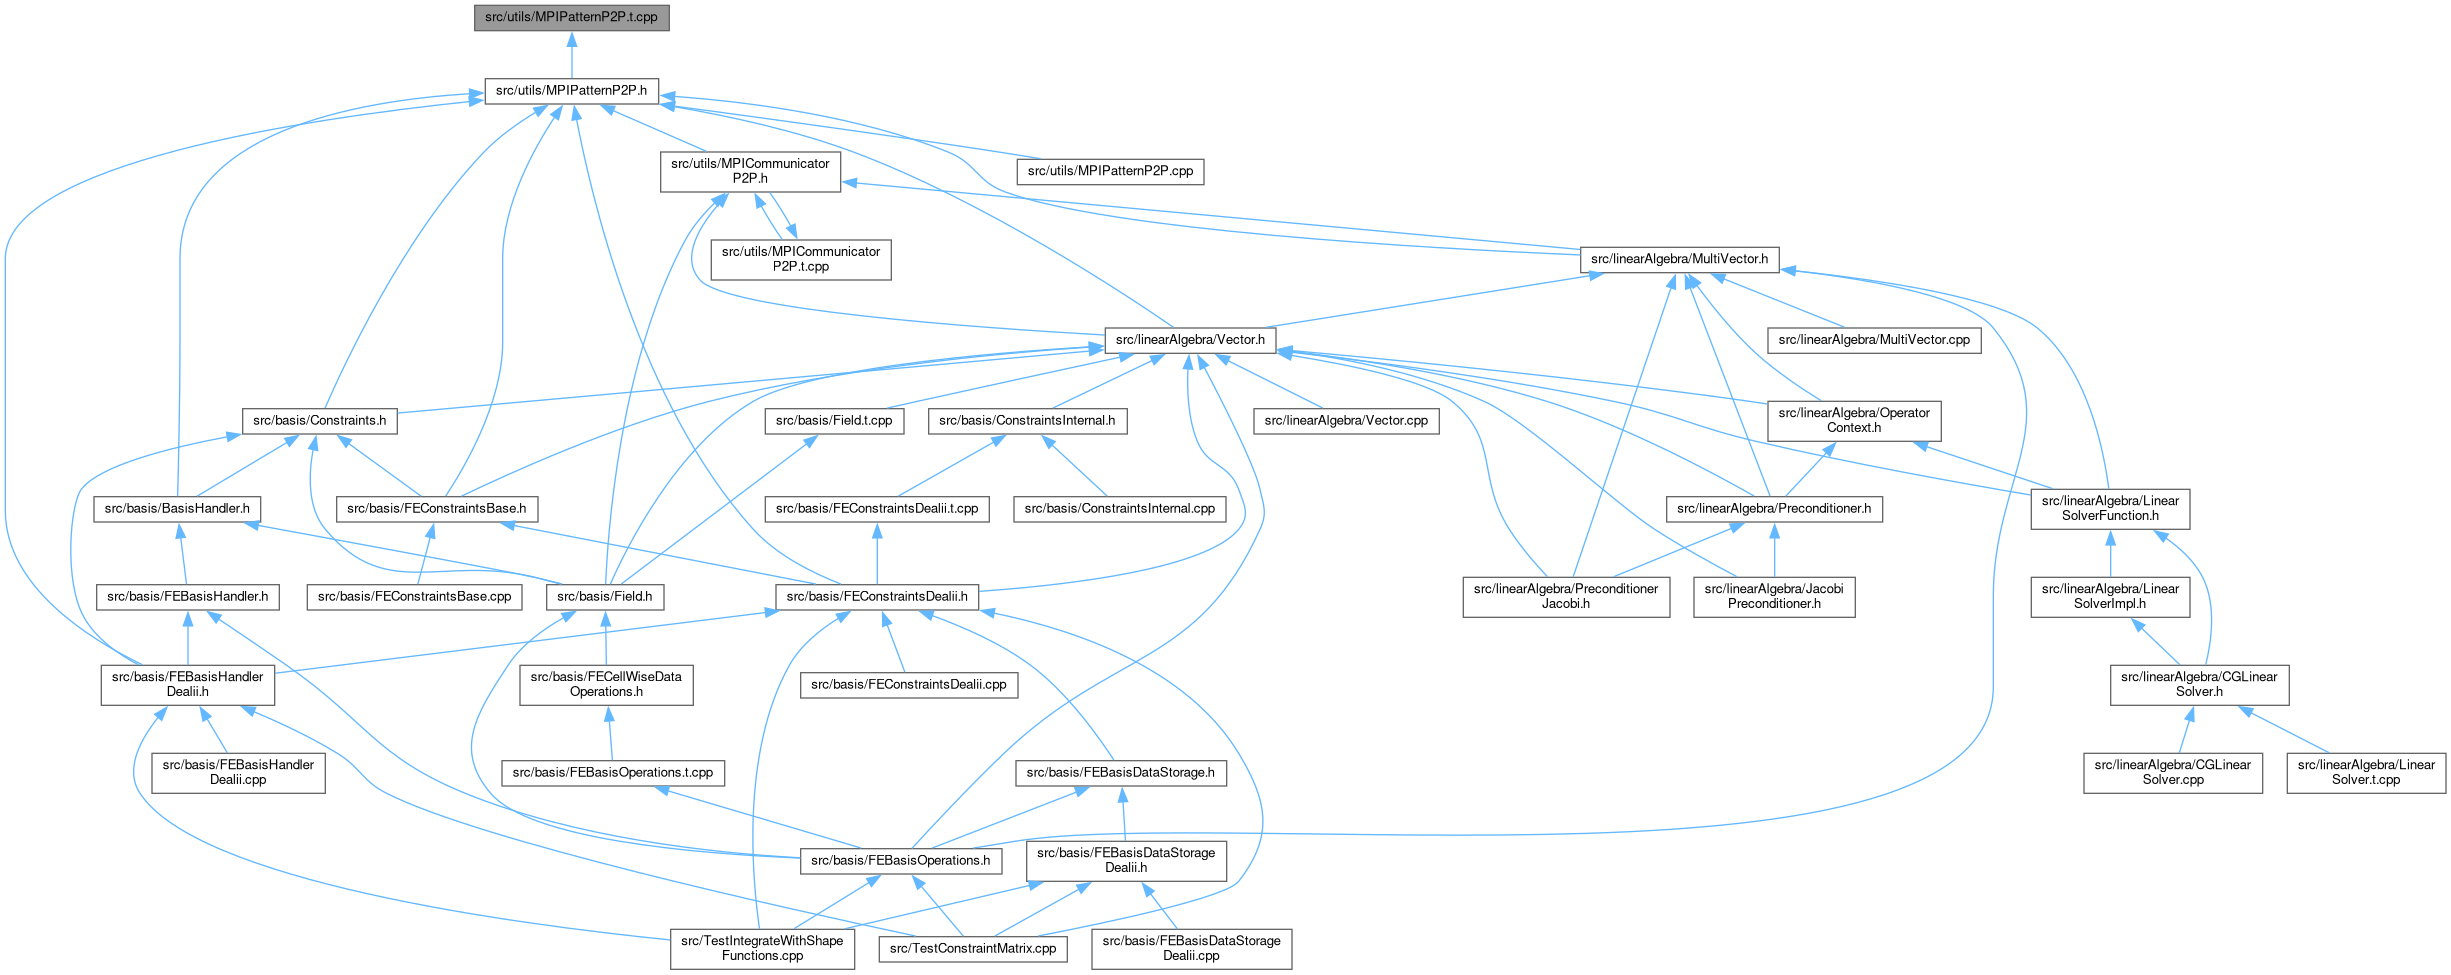 src/utils/MPIPatternP2P.t.cpp
src/utils/MPIPatternP2P.h
src/utils/MPICommunicator
P2P.h
src/utils/MPIPatternP2P.cpp
src/utils/MPICommunicator
P2P.t.cpp
src/linearAlgebra/MultiVector.h
src/linearAlgebra/Vector.h
src/linearAlgebra/MultiVector.cpp
src/basis/Constraints.h
src/basis/Field.t.cpp
src/basis/ConstraintsInternal.h
src/linearAlgebra/Vector.cpp
src/linearAlgebra/Operator
Context.h
src/basis/BasisHandler.h
src/basis/FEConstraintsBase.h
src/basis/FEConstraintsDealii.t.cpp
src/basis/ConstraintsInternal.cpp
src/linearAlgebra/Preconditioner.h
src/linearAlgebra/Linear
SolverFunction.h
src/basis/FEBasisHandler.h
src/basis/FEConstraintsBase.cpp
src/basis/Field.h
src/basis/FEConstraintsDealii.h
src/linearAlgebra/Preconditioner
Jacobi.h
src/linearAlgebra/Jacobi
Preconditioner.h
src/linearAlgebra/Linear
SolverImpl.h
src/basis/FEBasisHandler
Dealii.h
src/basis/FECellWiseData
Operations.h
src/basis/FEConstraintsDealii.cpp
src/linearAlgebra/CGLinear
Solver.h
src/basis/FEBasisHandler
Dealii.cpp
src/basis/FEBasisOperations.t.cpp
src/basis/FEBasisDataStorage.h
src/linearAlgebra/CGLinear
Solver.cpp
src/linearAlgebra/Linear
Solver.t.cpp
src/basis/FEBasisOperations.h
src/basis/FEBasisDataStorage
Dealii.h
src/TestIntegrateWithShape
Functions.cpp
src/TestConstraintMatrix.cpp
src/basis/FEBasisDataStorage
Dealii.cpp